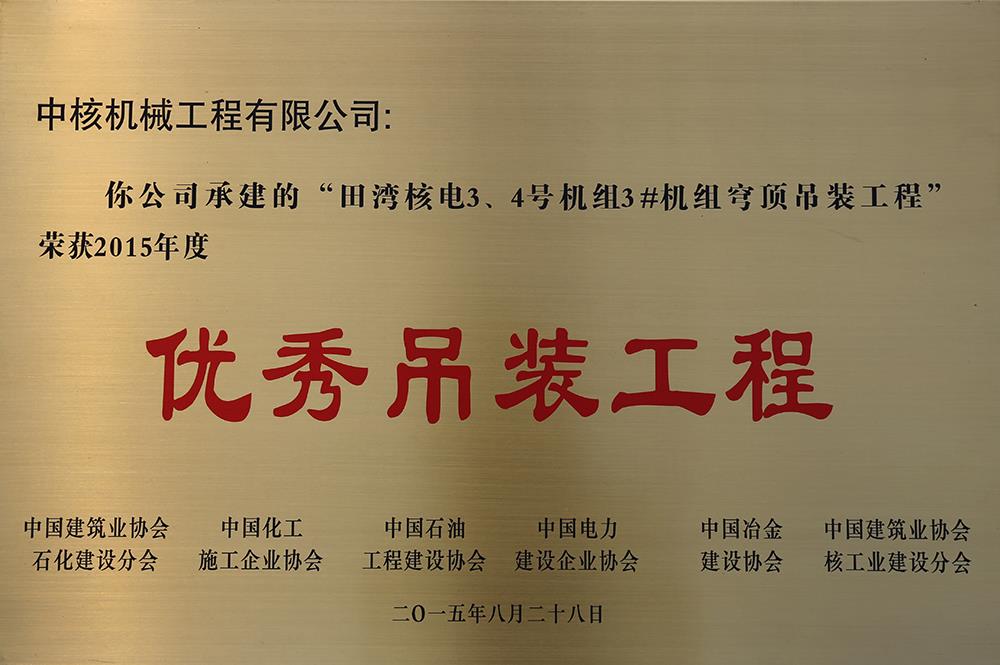 中核机械工程有限公司:
你公司承建的“田湾核电3、4号机组3#机组穹顶吊装工程”
荣获2015年度
优秀吊装工程
中国建筑业协会 中国化工 中国石油 中国电力 中国冶金 中国建筑业协会
石化建设分会 施工企业协会 工程建设协会 建设企业协会 建设协会 核工业建设分会
二〇一五年八月二十八日